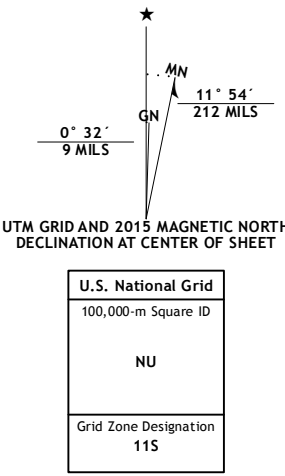 ★
MN
11° 54´
212 MILS
GN
0° 32´
9 MILS
UTM GRID AND 2015 MAGNETIC NORTH
DECLINATION AT CENTER OF SHEET
U.S. National Grid
100,000-m Square ID
NU
Grid Zone Designation
11S